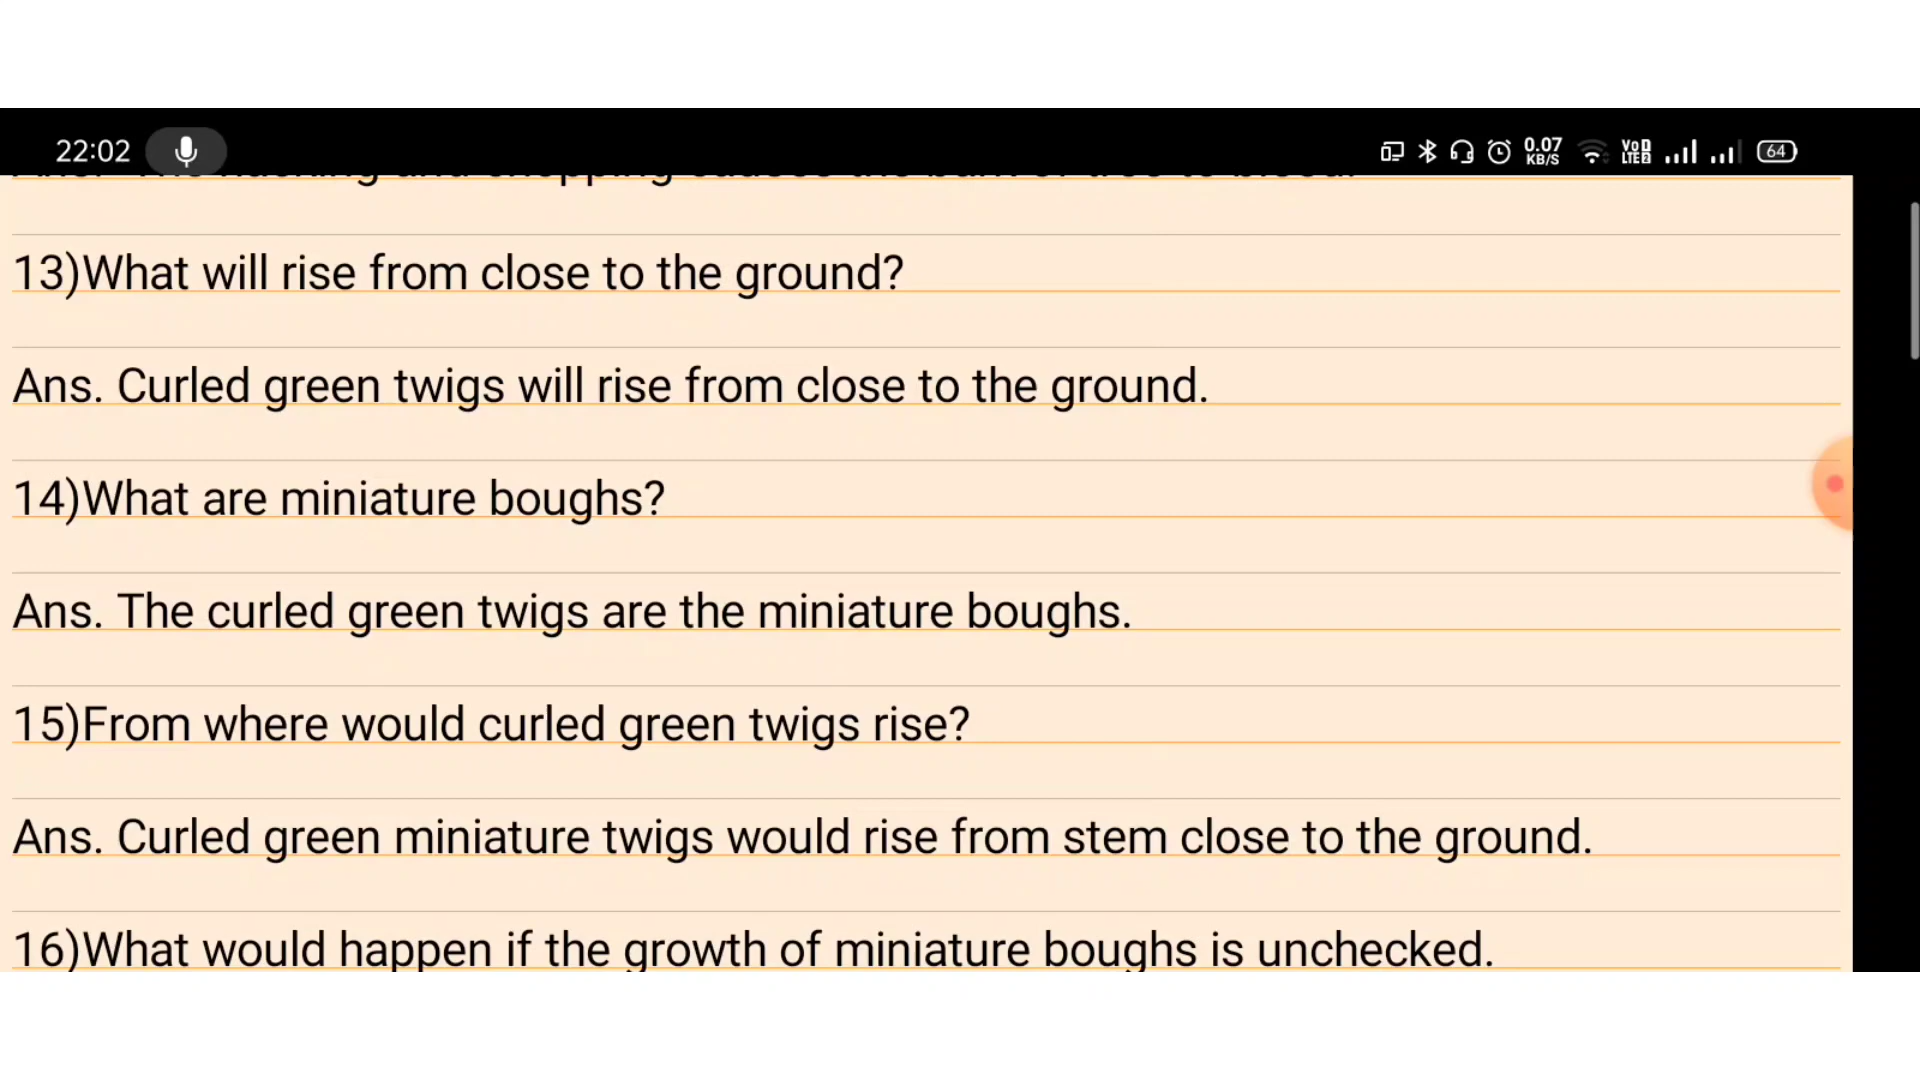 22:02
0.07
KB/S
VoD
LTE2
64
13)What will rise from close to the ground?
Ans. Curled green twigs will rise from close to the ground.
14)What are miniature boughs?
Ans. The curled green twigs are the miniature boughs.
15)From where would curled green twigs rise?
Ans. Curled green miniature twigs would rise from stem close to the ground.
16)What would happen if the growth of miniature boughs is unchecked.